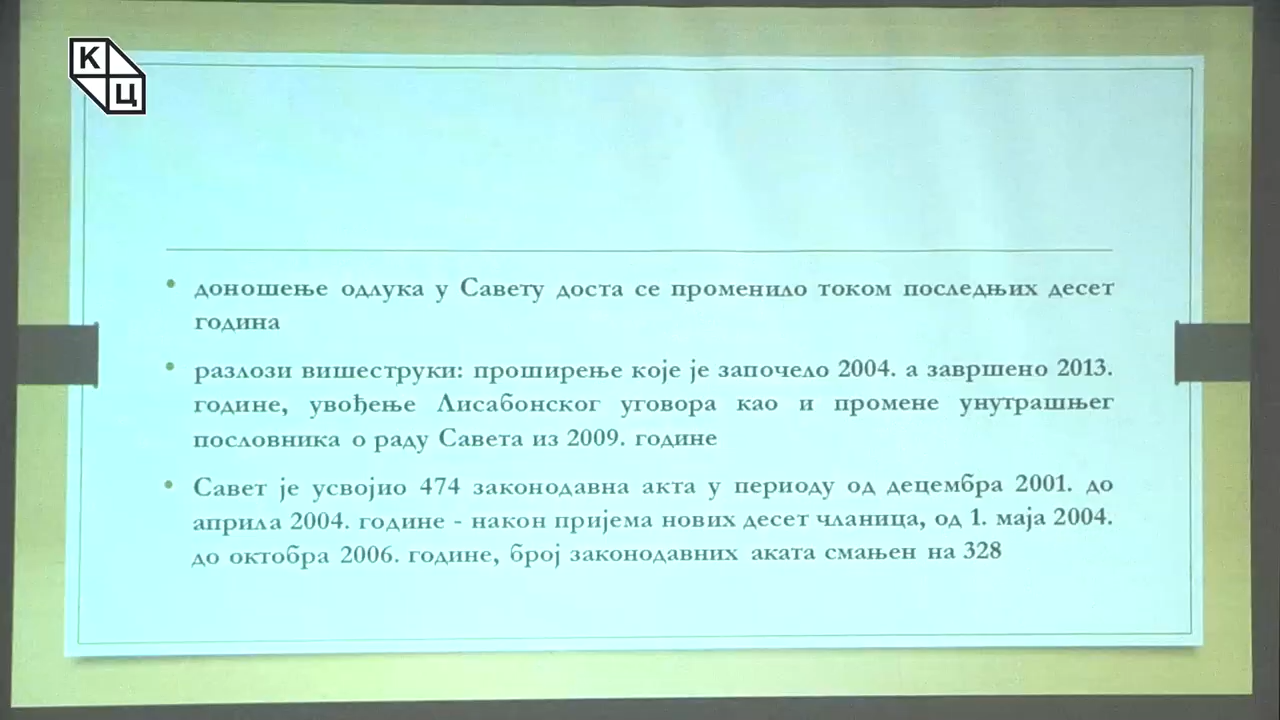 К
Ц
• доношење одлука у Савету доста се променило током последњих десет
година
• разлози вишеструки: проширење које је започело 2004. а завршено 2013.
године, увођење Лисабонског уговора као и промене унутрашњег
пословника о раду Савета из 2009. године
• Савет је усвојио 474 законодавна акта у периоду од децембра 2001. до
априла 2004. године - након пријема нових десет чланица, од 1. маја 2004.
до октобра 2006. године, број законодавних аката смањен на 328